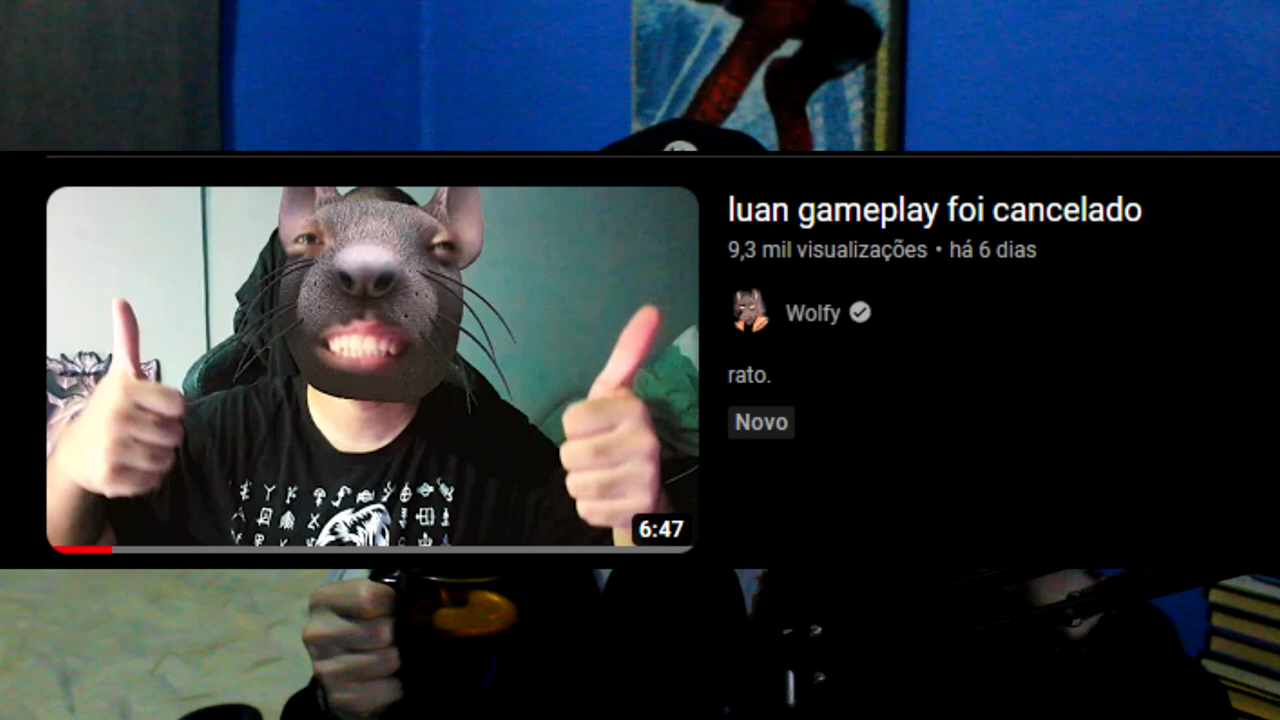 luan gameplay foi cancelado
9,3 mil visualizações • há 6 dias
Wolfy
rato.
Novo
6:47